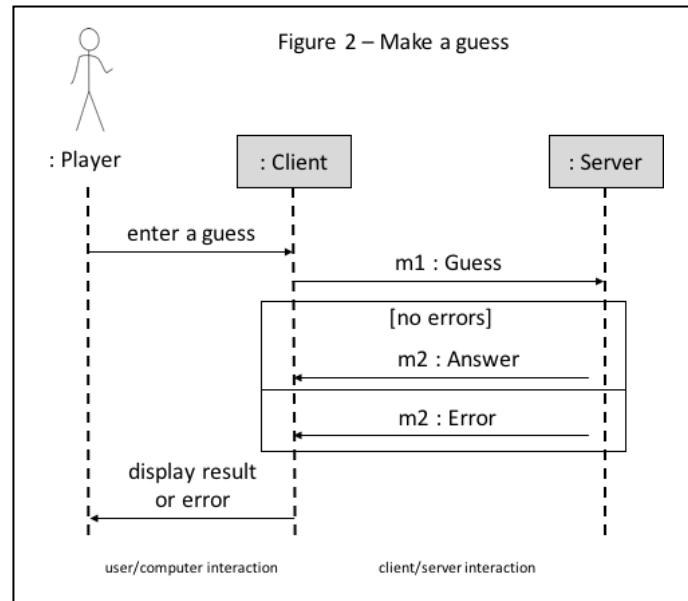 Figure 2 – Make a guess
: Player
: Client
: Server
enter a guess
m1 : Guess
[no errors]
m2 : Answer
m2 : Error
display result
or error
user/computer interaction
client/server interaction